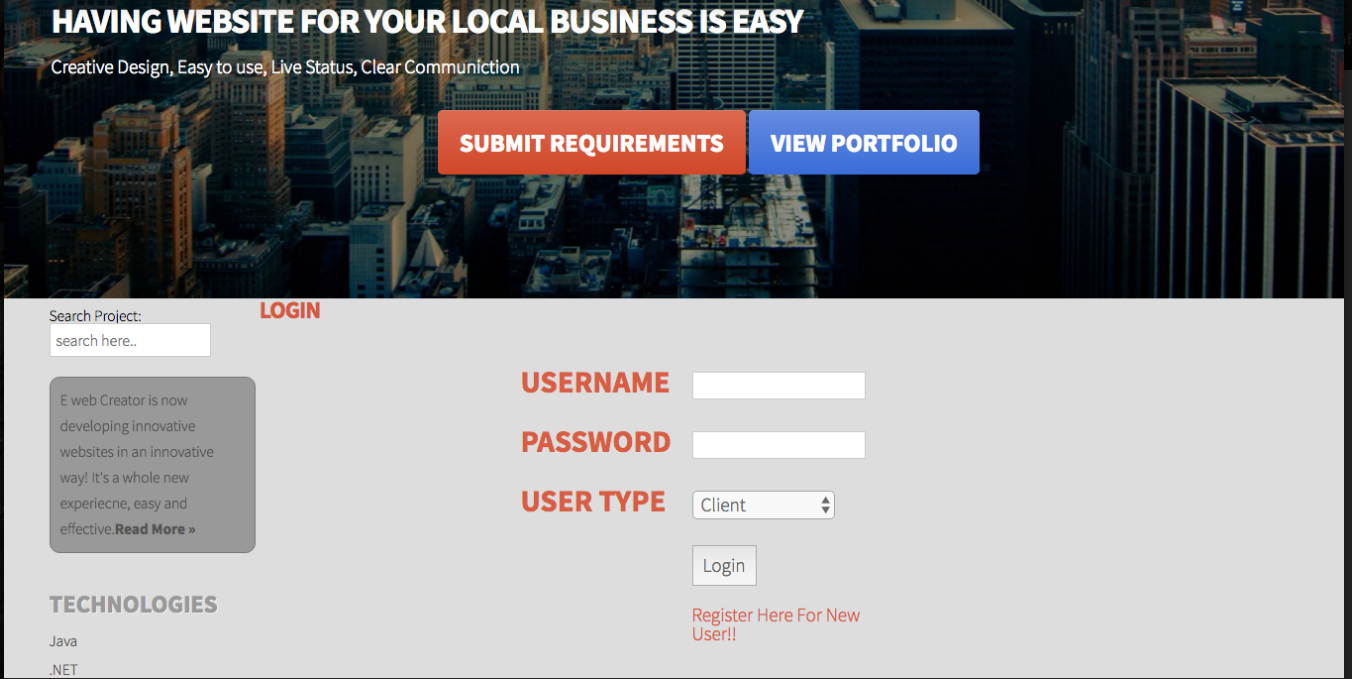 HAVING WEBSITE FOR YOUR LOCAL BUSINESS IS EASY
Creative Design, Easy to use, Live Status, Clear Communiction
SUBMIT REQUIREMENTS
VIEW PORTFOLIO
Search Project:
search here..
E web Creator is now
developing innovative
websites in an innovative
way! It's a whole new
experiecne, easy and
effective.Read More »
TECHNOLOGIES
Java
.NET
LOGIN
USERNAME
PASSWORD
USER TYPE
Client
Login
Register Here For New
User!!